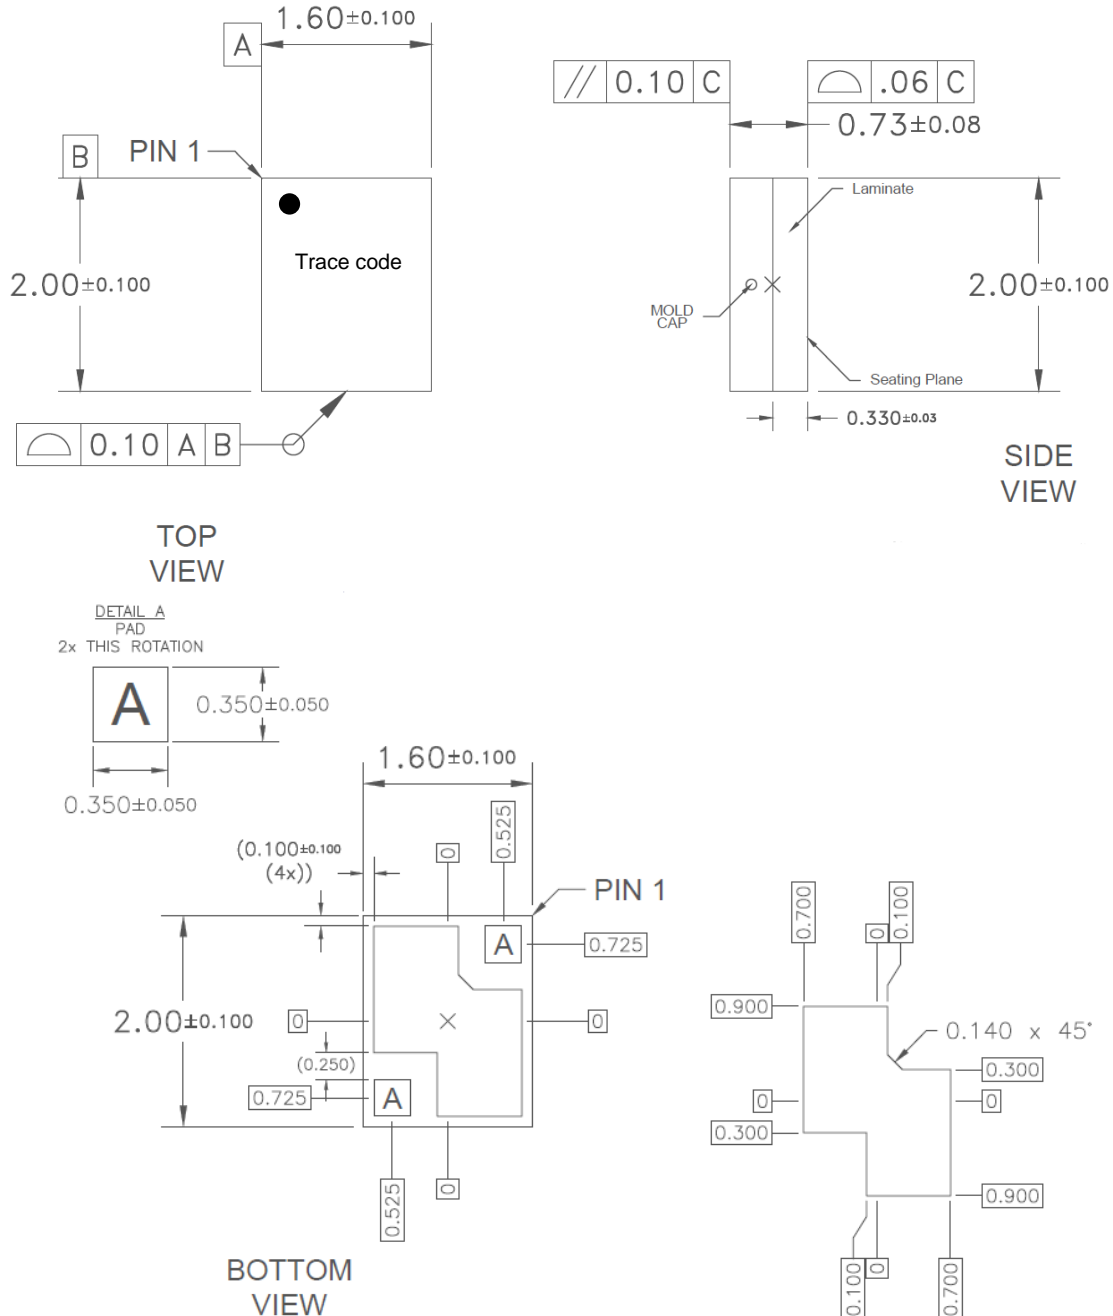 1.60±0.100
A
// 0.10 C
.06 C
0.73±0.08
B
PIN 1
Laminate
Trace code
2.00±0.100
2.00±0.100
MOLD
CAP
Seating Plane
0.10 A B
0.330±0.03
SIDE
VIEW
TOP
VIEW
DETAIL A
PAD
2x THIS ROTATION
A
0.350±0.050
0.350±0.050
1.60±0.100
0.525
(0.100±0.100
(4x))
0
PIN 1
A
0.725
2.00±0.100
0
0
(0.250)
0.725
A
0.525
0
BOTTOM
VIEW
0.700
0
0.100
0.900
0.140 x 45°
0.300
0
0
0.300
0.900
0.100
0
0.700